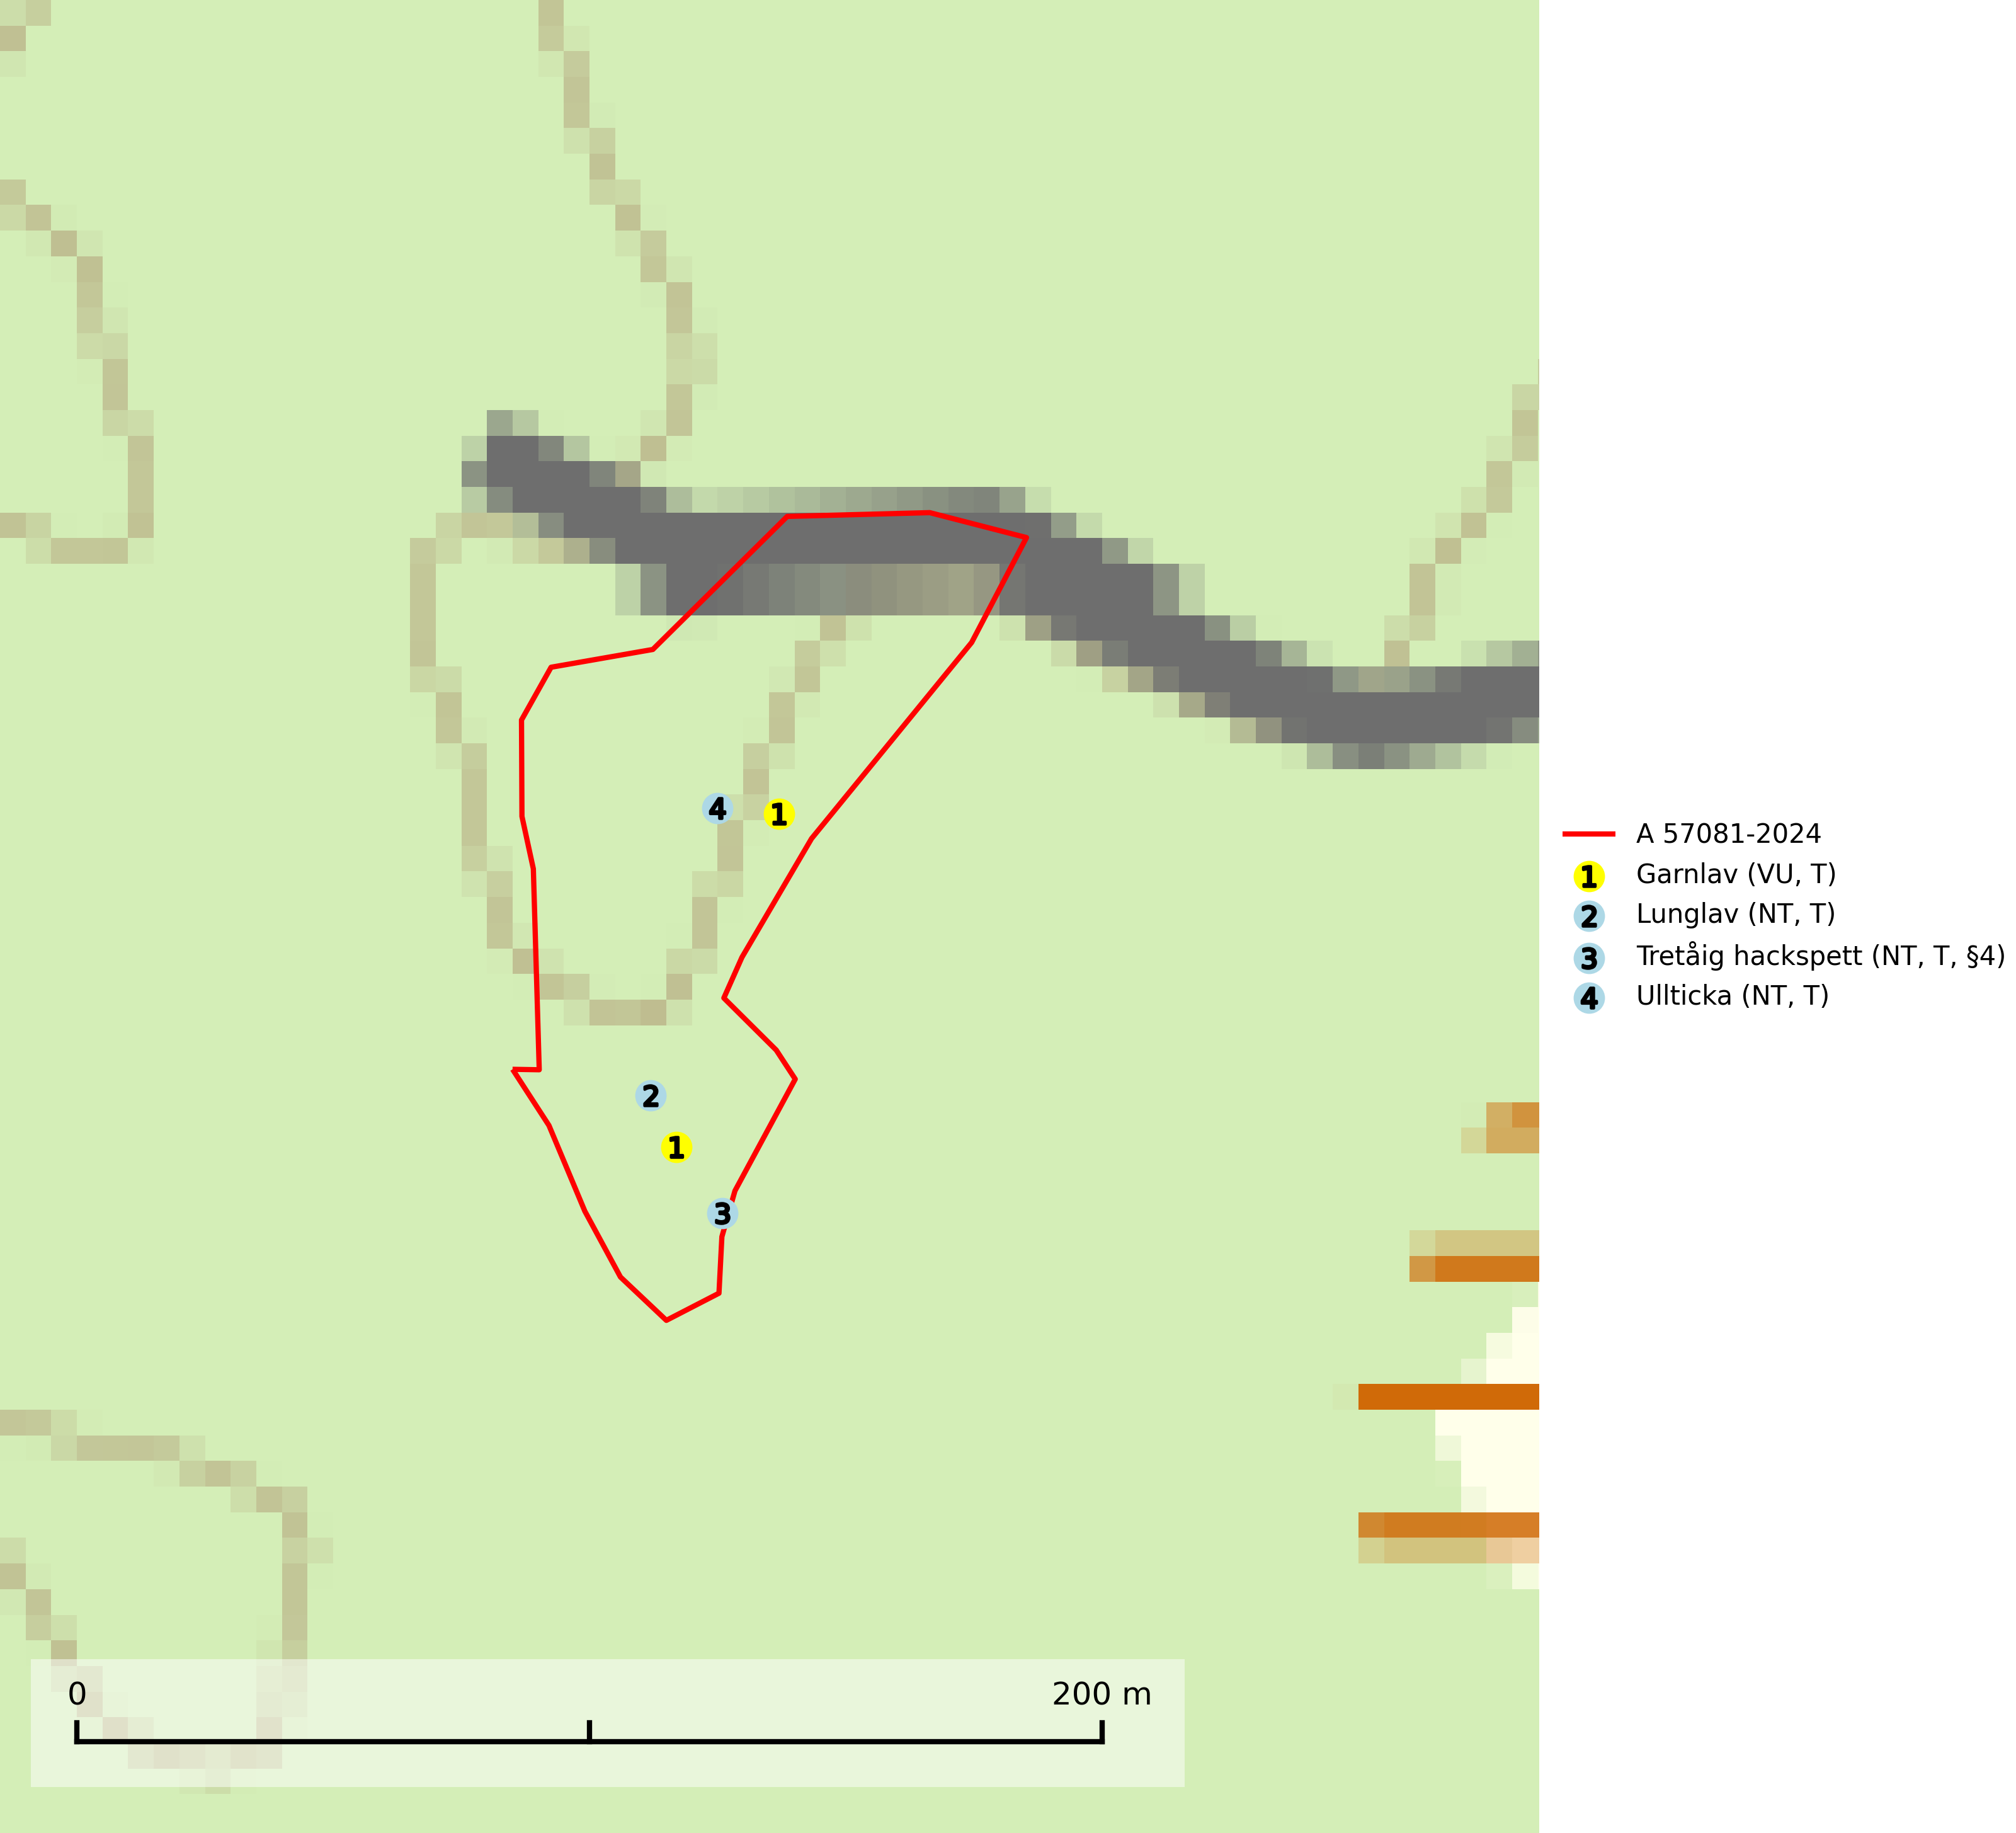 4
1
2
1
3
A 57081-2024
1 Garnlav (VU, T)
2 Lunglav (NT, T)
3 Tretåig hackspett (NT, T, §4)
4 Ullticka (NT, T)
0 200 m